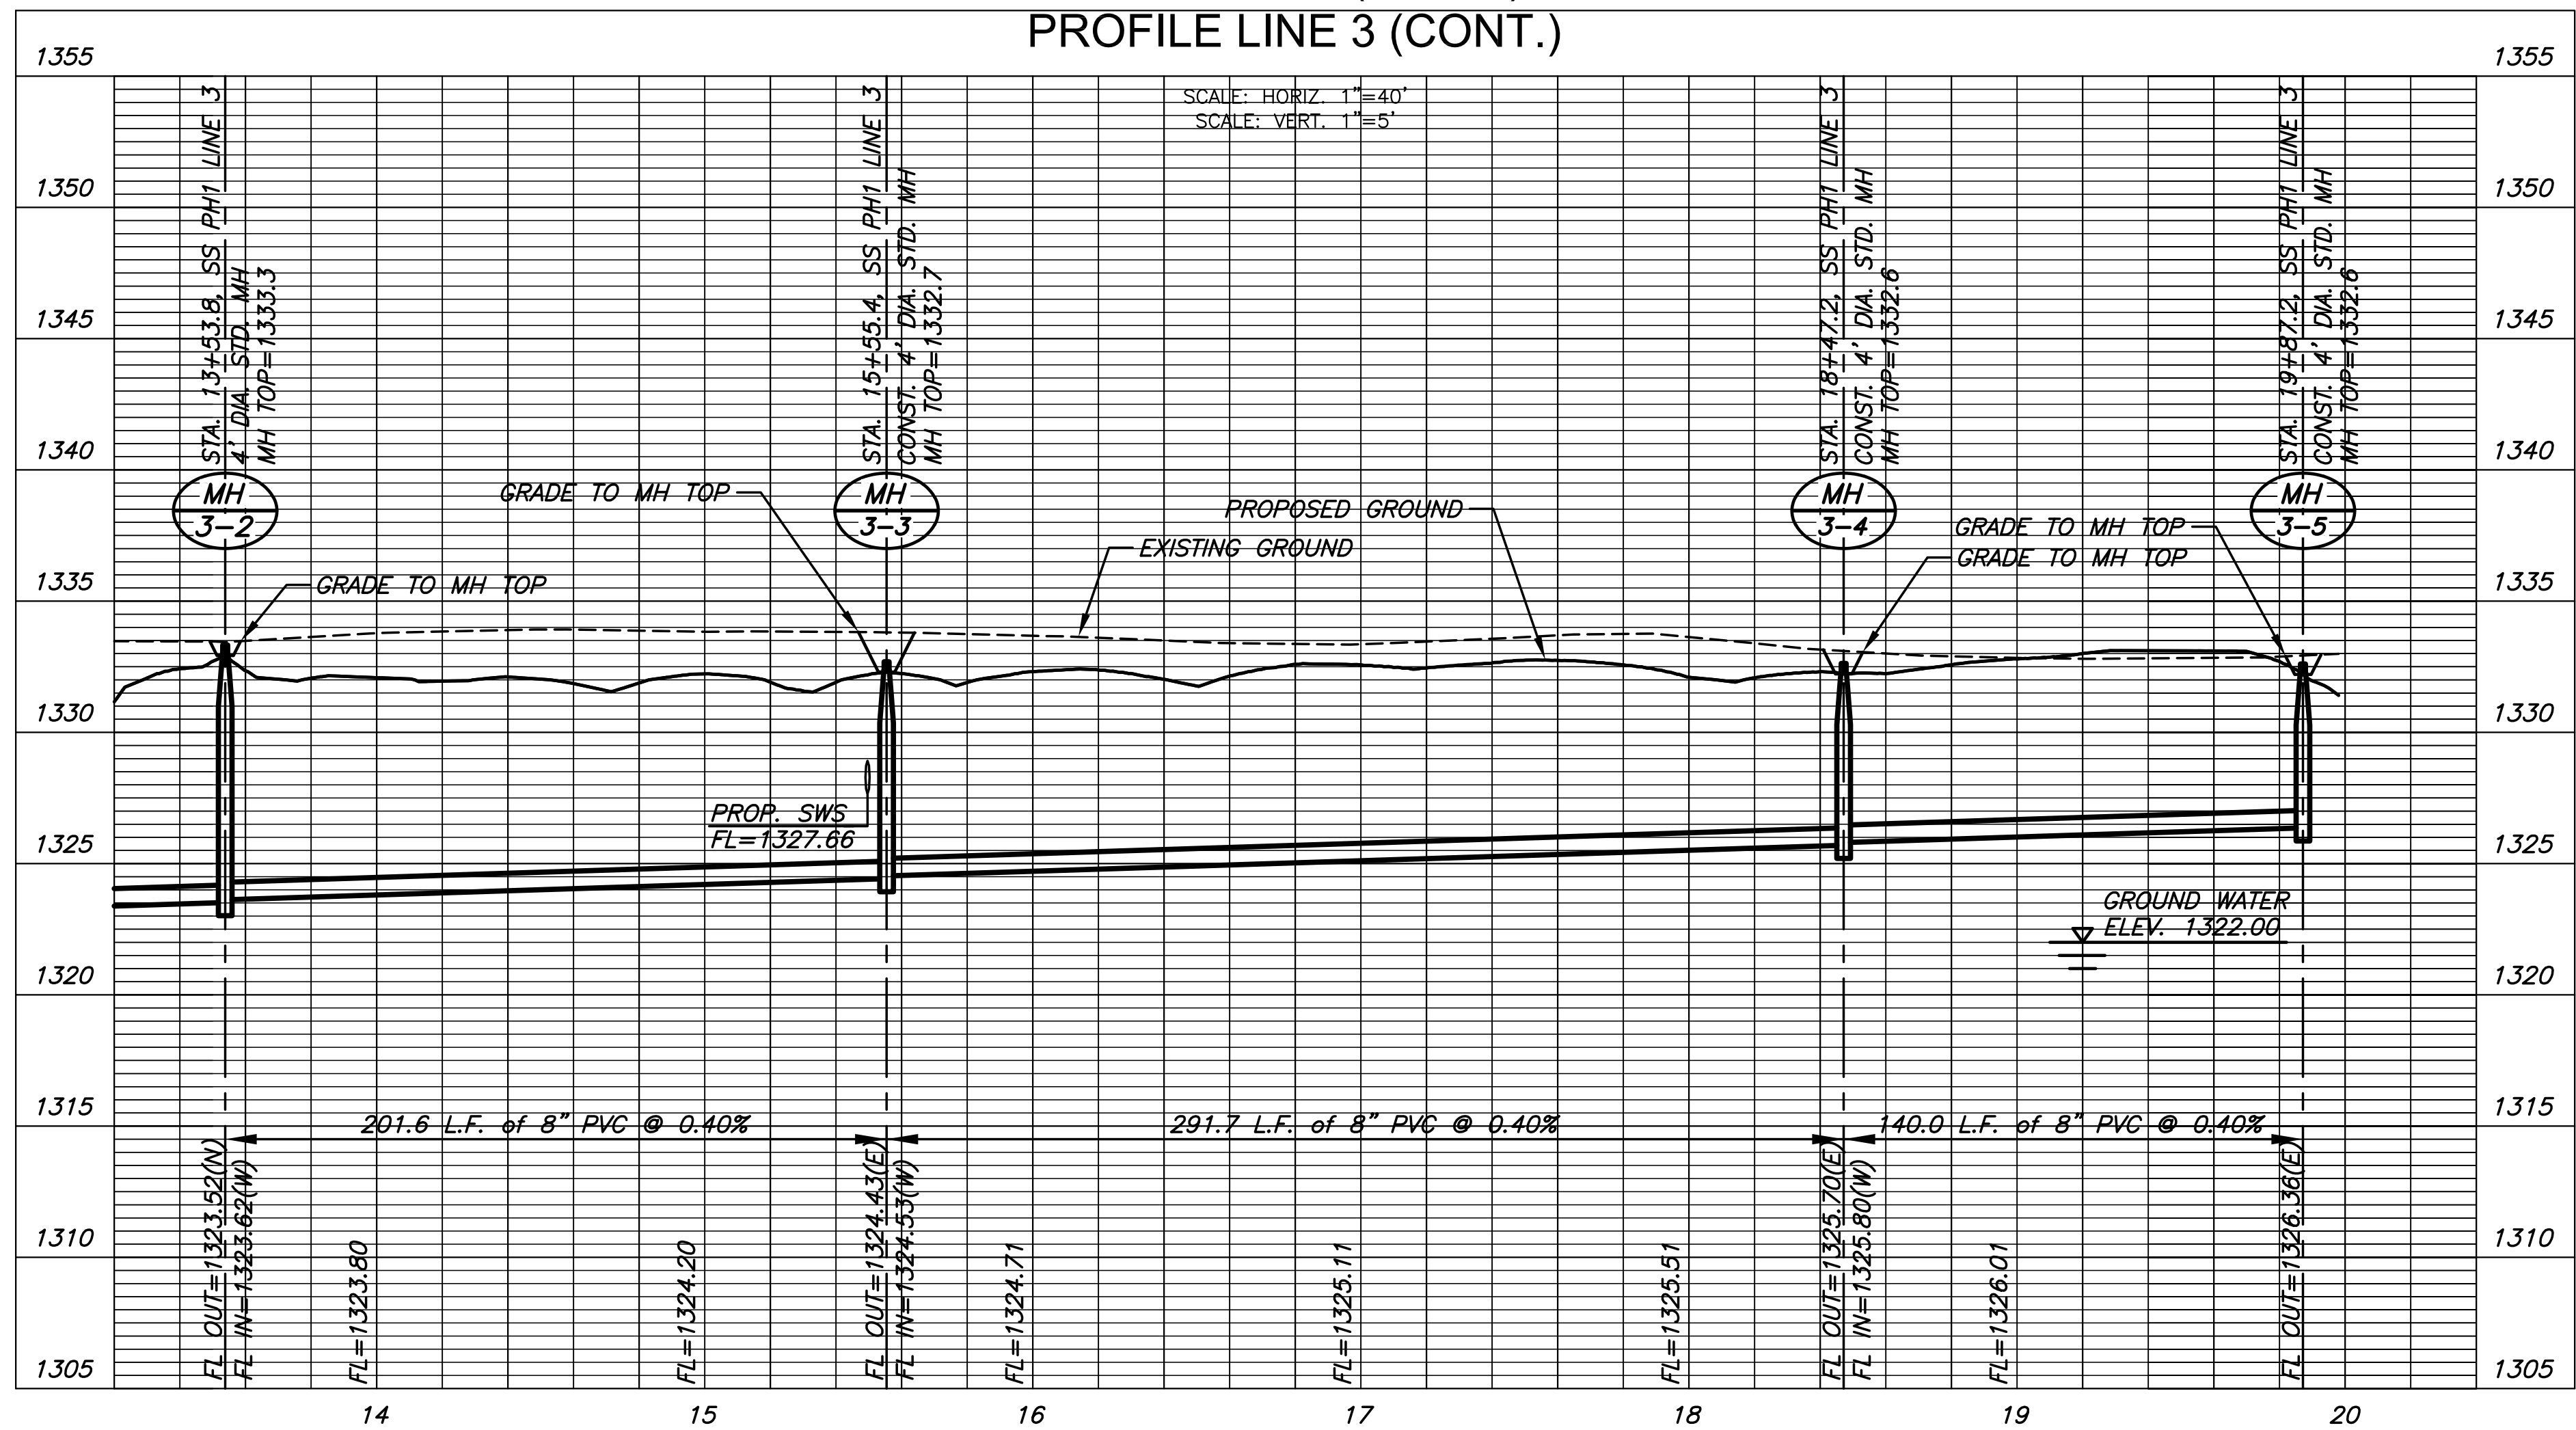 PROFILE LINE 3 (CONT.)
1355
1355
SCALE: HORIZ. 1"=40'
SCALE: VERT. 1"=5'
1350
1350
1345
1345
1340
1340
1335
1335
1330
1330
1325
1325
1320
1320
1315
1315
1310
1310
1305
1305
STA. 13+53.8, SS PH1 LINE 3
4' DIA. STD. MH
MH TOP=1333.3
STA. 15+55.4, SS PH1 LINE 3
CONST. 4' DIA. STD. MH
MH TOP=1332.7
STA. 18+47.2, SS PH1 LINE 3
CONST. 4' DIA. STD. MH
MH TOP=1332.6
STA. 19+87.2, SS PH1 LINE 3
CONST. 4' DIA. STD. MH
MH TOP=1332.6
MH
3-2
MH
3-3
MH
3-4
MH
3-5
GRADE TO MH TOP
GRADE TO MH TOP
PROPOSED GROUND
EXISTING GROUND
GRADE TO MH TOP
GRADE TO MH TOP
PROP. SWS
FL=1327.66
GROUND WATER
ELEV. 1322.00
201.6 L.F. of 8" PVC @ 0.40%
291.7 L.F. of 8" PVC @ 0.40%
140.0 L.F. of 8" PVC @ 0.40%
FL OUT=1323.52(N)
FL IN=1323.62(W)
FL=1323.80
FL=1324.20
FL OUT=1324.43(E)
FL IN=1324.53(W)
FL=1324.71
FL=1325.11
FL=1325.51
FL OUT=1325.70(E)
FL IN=1325.80(W)
FL=1326.01
FL OUT=1326.36(E)
14
15
16
17
18
19
20